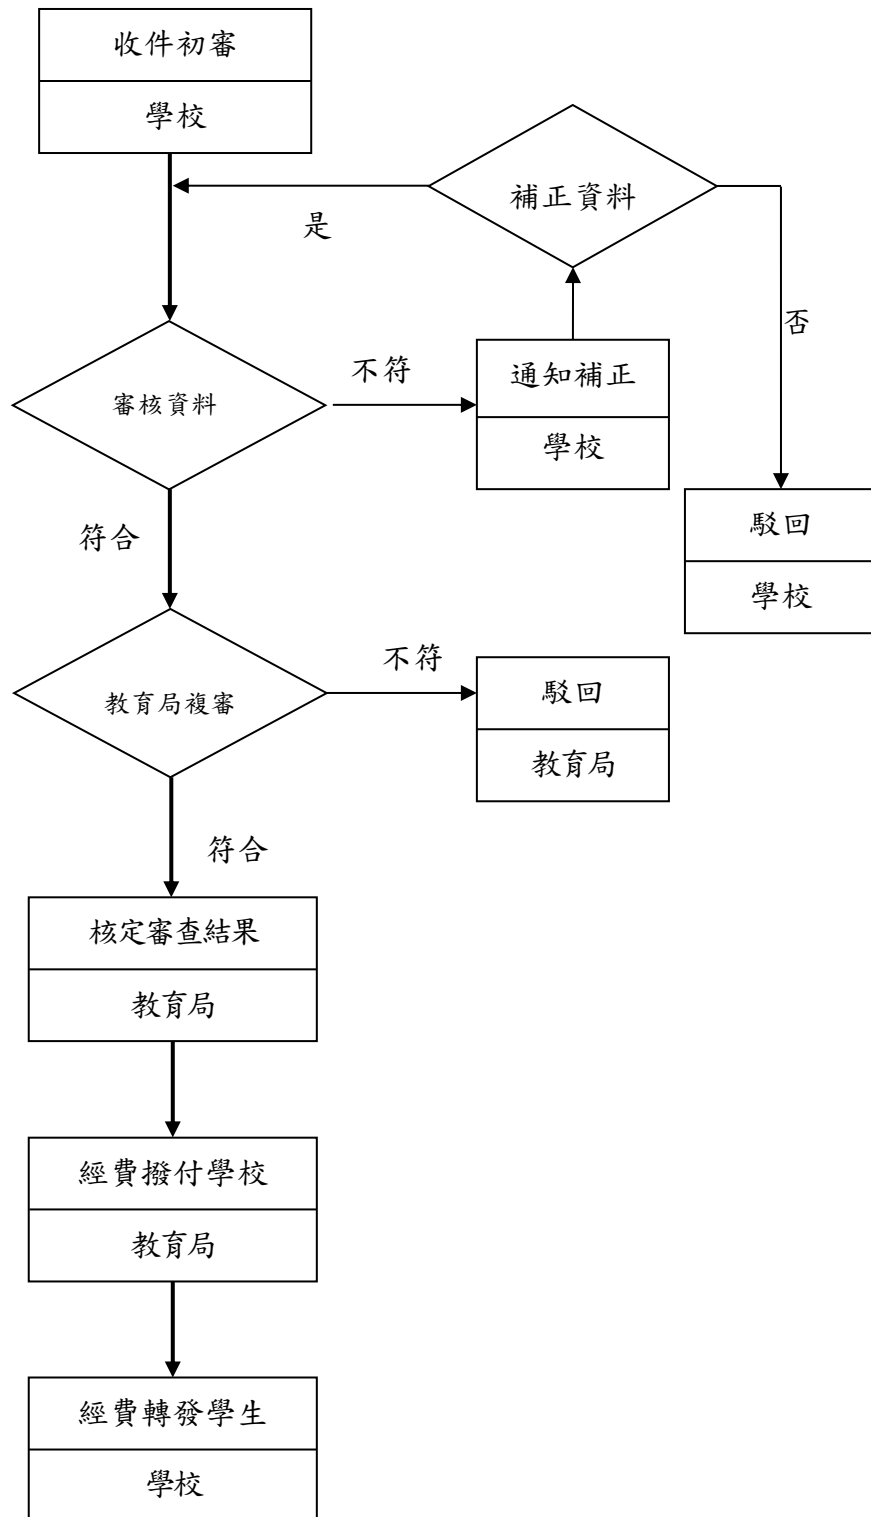 收件初審
學校
補正資料
是
否
不符
通知補正
學校
審核資料
駁回
學校
符合
不符
駁回
教育局
教育局複審
符合
核定審查結果
教育局
經費撥付學校
教育局
經費轉發學生
學校